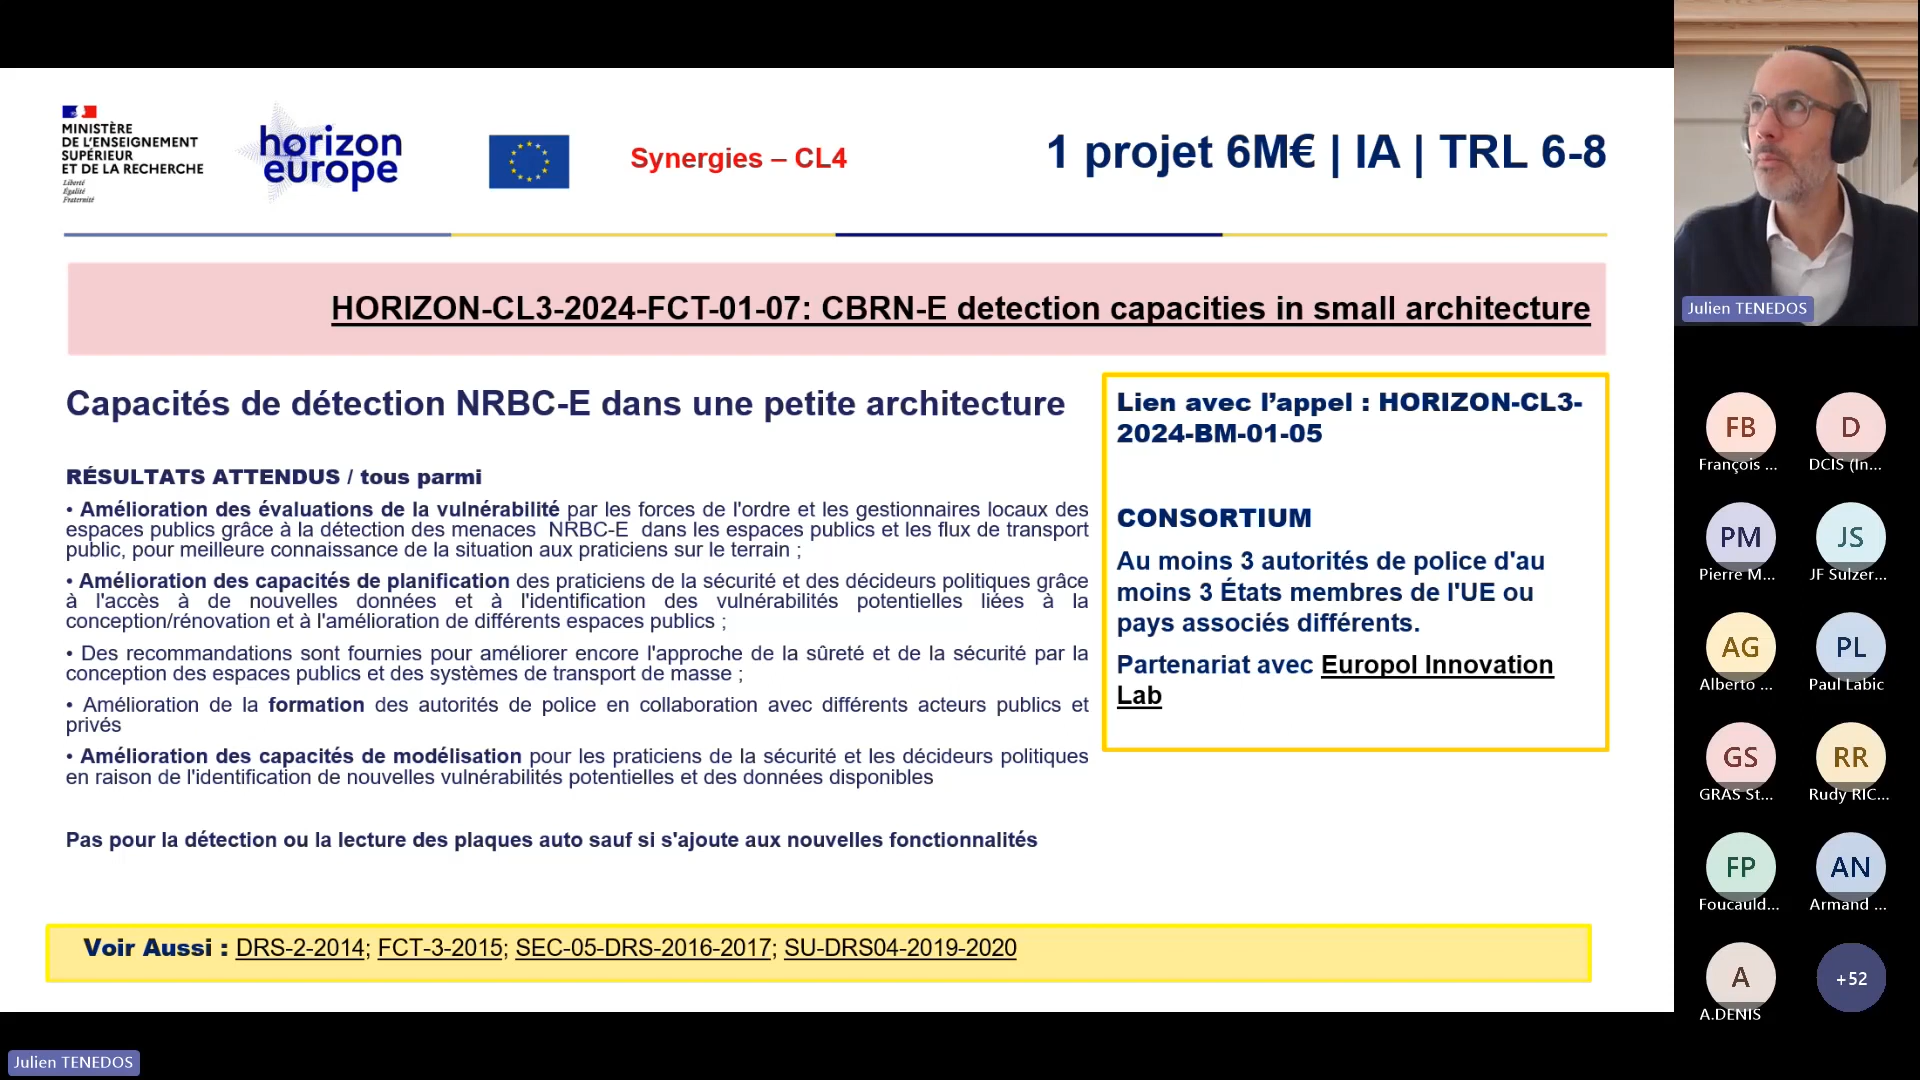 MINISTÈRE
DE L'ENSEIGNEMENT
SUPÉRIEUR
ET DE LA RECHERCHE
Liberté
Égalité
Fraternité
horizon
europe
Synergies – CL4
1 projet 6M€ | IA | TRL 6-8
HORIZON-CL3-2024-FCT-01-07: CBRN-E detection capacities in small architecture
Capacités de détection NRBC-E dans une petite architecture
RÉSULTATS ATTENDUS / tous parmi
• Amélioration des évaluations de la vulnérabilité par les forces de l'ordre et les gestionnaires locaux des
espaces publics grâce à la détection des menaces NRBC-E dans les espaces publics et les flux de transport
public, pour meilleure connaissance de la situation aux praticiens sur le terrain ;
• Amélioration des capacités de planification des praticiens de la sécurité et des décideurs politiques grâce
à l'accès à de nouvelles données et à l'identification des vulnérabilités potentielles liées à la
conception/rénovation et à l'amélioration de différents espaces publics ;
• Des recommandations sont fournies pour améliorer encore l'approche de la sûreté et de la sécurité par la
conception des espaces publics et des systèmes de transport de masse ;
• Amélioration de la formation des autorités de police en collaboration avec différents acteurs publics et
privés
• Amélioration des capacités de modélisation pour les praticiens de la sécurité et les décideurs politiques
en raison de l'identification de nouvelles vulnérabilités potentielles et des données disponibles
Pas pour la détection ou la lecture des plaques auto sauf si s'ajoute aux nouvelles fonctionnalités
Lien avec l'appel : HORIZON-CL3-
2024-BM-01-05
CONSORTIUM
Au moins 3 autorités de police d'au
moins 3 États membres de l'UE ou
pays associés différents.
Partenariat avec Europol Innovation
Lab
Voir Aussi : DRS-2-2014; FCT-3-2015; SEC-05-DRS-2016-2017; SU-DRS04-2019-2020
Julien TENEDOS
FB
François ...
D
DCIS (In...
PM
Pierre M...
JS
JF Sulzer...
AG
Alberto ...
PL
Paul Labic
GS
GRAS St...
RR
Rudy RIC...
FP
Foucauld...
AN
Armand ...
A
A.DENIS
+52
Julien TENEDOS